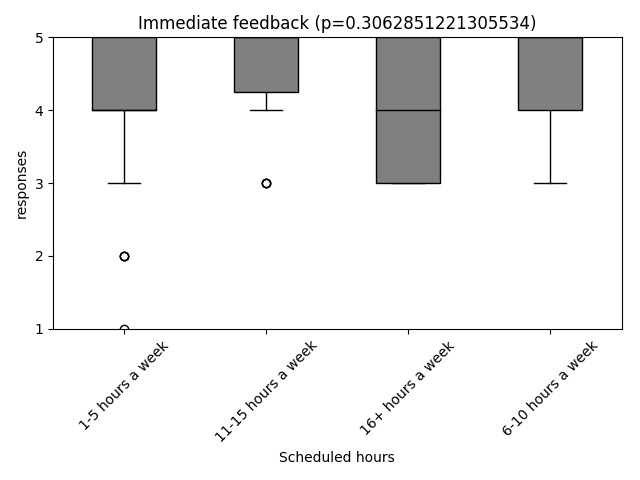 Immediate feedback (p=0.3062851221305534)
responses
5
4
3
2
1
1-5 hours a week
11-15 hours a week
16+ hours a week
6-10 hours a week
Scheduled hours